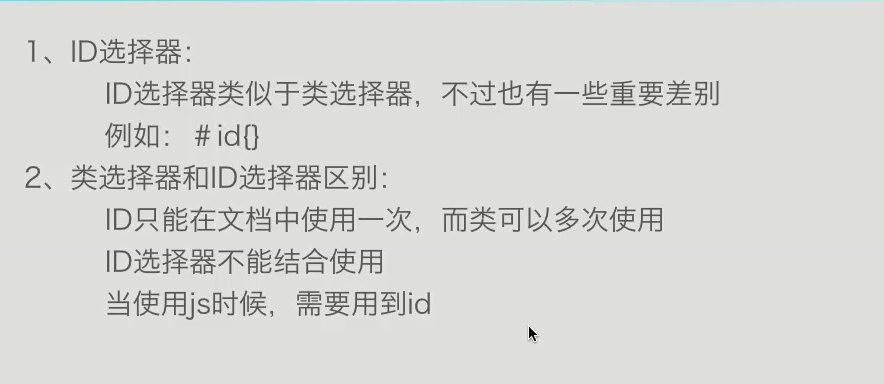 1、ID选择器：
ID选择器类似于类选择器，不过也有一些重要差别
例如： # id{}
2、类选择器和ID选择器区别：
ID只能在文档中使用一次，而类可以多次使用
ID选择器不能结合使用
当使用js时候，需要用到id